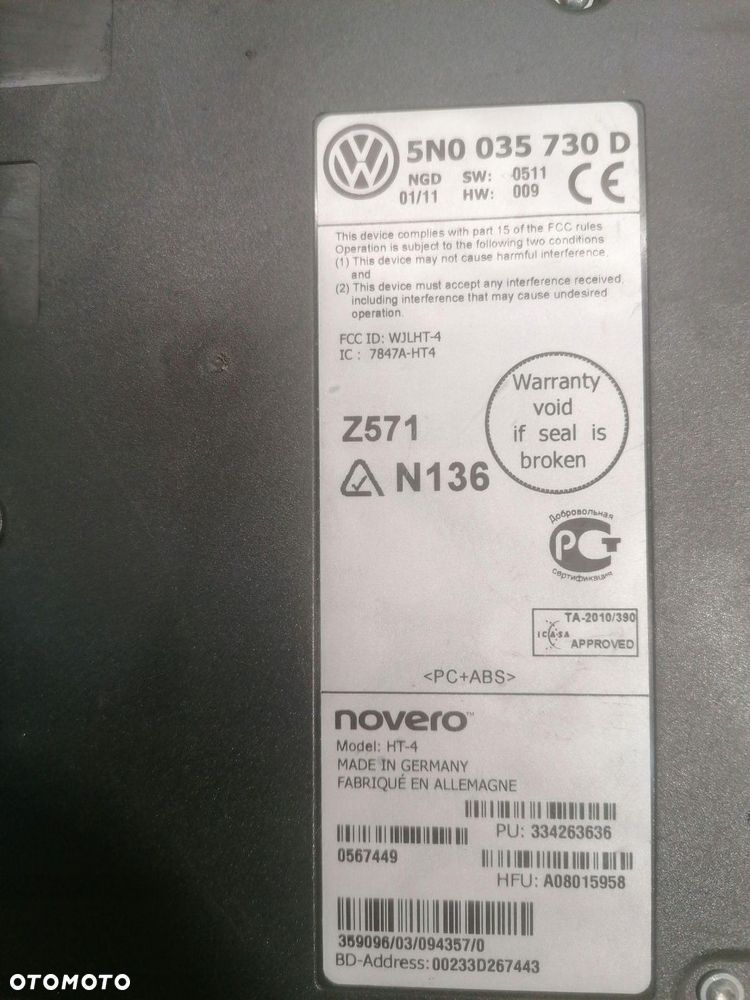 5N0 035 730 D
NGD SW: 0511
01/11 HW: 009
CE
This device complies with part 15 of the FCC rules
Operation is subject to the following two conditions
(1) This device may not cause harmful interference,
and
(2) This device must accept any interference received,
including interference that may cause undesired
operation.
FCC ID: WJLHT-4
IC : 7847A-HT4
Warranty
void
if seal is
broken
Z571
N136
Добровольная
РСТ
сертификация
TA-2010/390
ICASA
APPROVED
<PC+ABS>
novero™
Model: HT-4
MADE IN GERMANY
FABRIQUÉ EN ALLEMAGNE
PU: 334263636
0567449
HFU: A08015958
359096/03/094357/0
BD-Address: 00233D267443
OTOMOTO